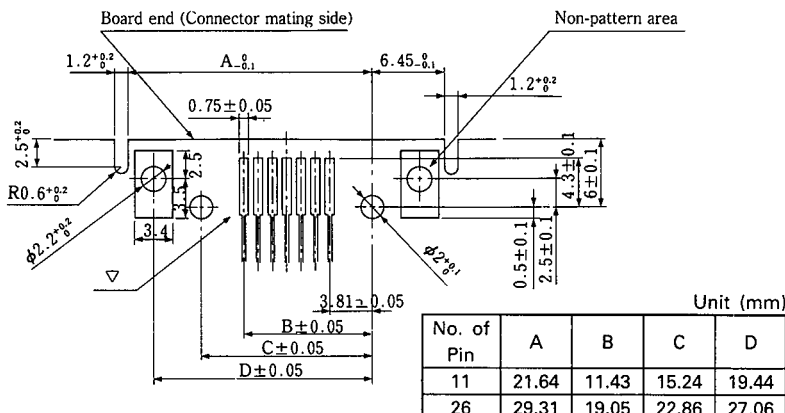 Board end (Connector mating side)
Non-pattern area
1.2+0.2 0
A 0 -0.1
6.45 0 -0.1
1.2+0.2 0
0.75±0.05
2.5+0.2 0
2.5
4.3±0.1
6±0.1
R0.6+0.2 0
3.5
φ2.2+0.2 0
3.4
φ2+0.1 0
0.5±0.1
2.5±0.1
▽
3.81±0.05
B±0.05
C±0.05
D±0.05
Unit (mm)
No. of Pin A B C D
11 21.64 11.43 15.24 19.44
26 29.31 19.05 22.86 27.06